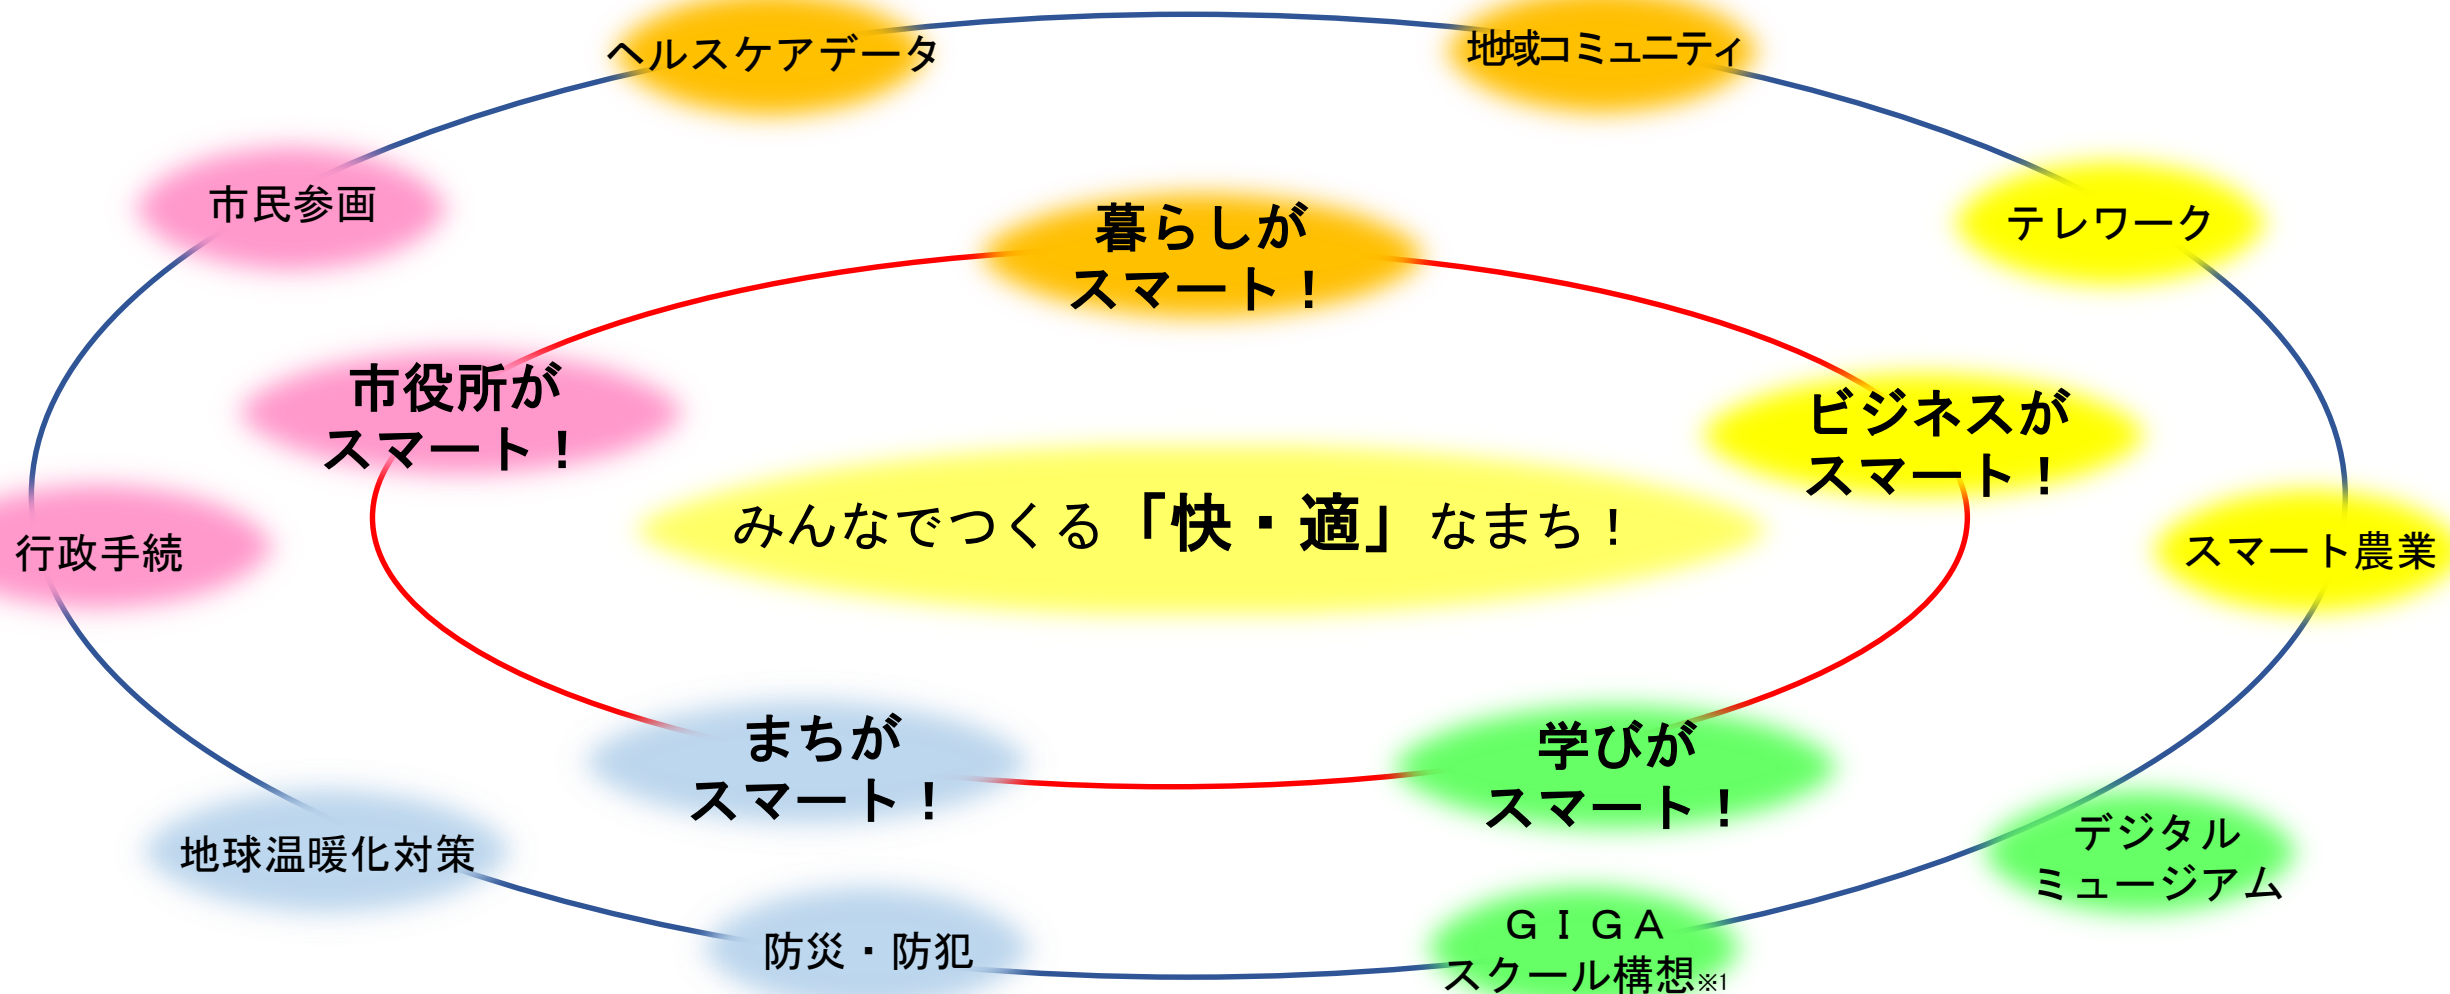 ヘルスケアデータ
地域コミュニティ
市民参画
テレワーク
暮らしが
スマート！
市役所が
スマート！
ビジネスが
スマート！
みんなでつくる「快・適」なまち！
行政手続
スマート農業
まちが
スマート！
学びが
スマート！
地球温暖化対策
デジタル
ミュージアム
防災・防犯
ＧＩＧＡ
スクール構想※1